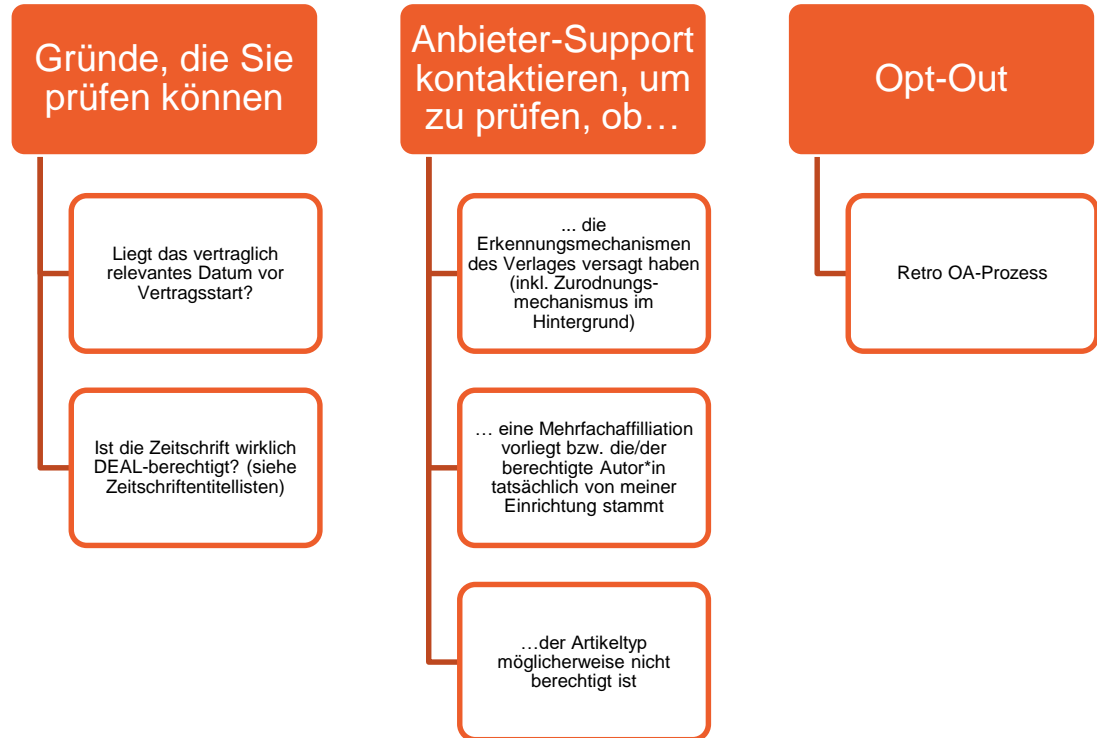 Gründe, die Sie
prüfen können
Liegt das vertraglich
relevantes Datum vor
Vertragsstart?
Ist die Zeitschrift wirklich
DEAL-berechtigt? (siehe
Zeitschriftentitellisten)
Anbieter-Support
kontaktieren, um
zu prüfen, ob…
... die
Erkennungsmechanismen
des Verlages versagt haben
(inkl. Zurodnungs-
mechanismus im
Hintergrund)
… eine Mehrfachaffilliation
vorliegt bzw. die/der
berechtigte Autor*in
tatsächlich von meiner
Einrichtung stammt
…der Artikeltyp
möglicherweise nicht
berechtigt ist
Opt-Out
Retro OA-Prozess